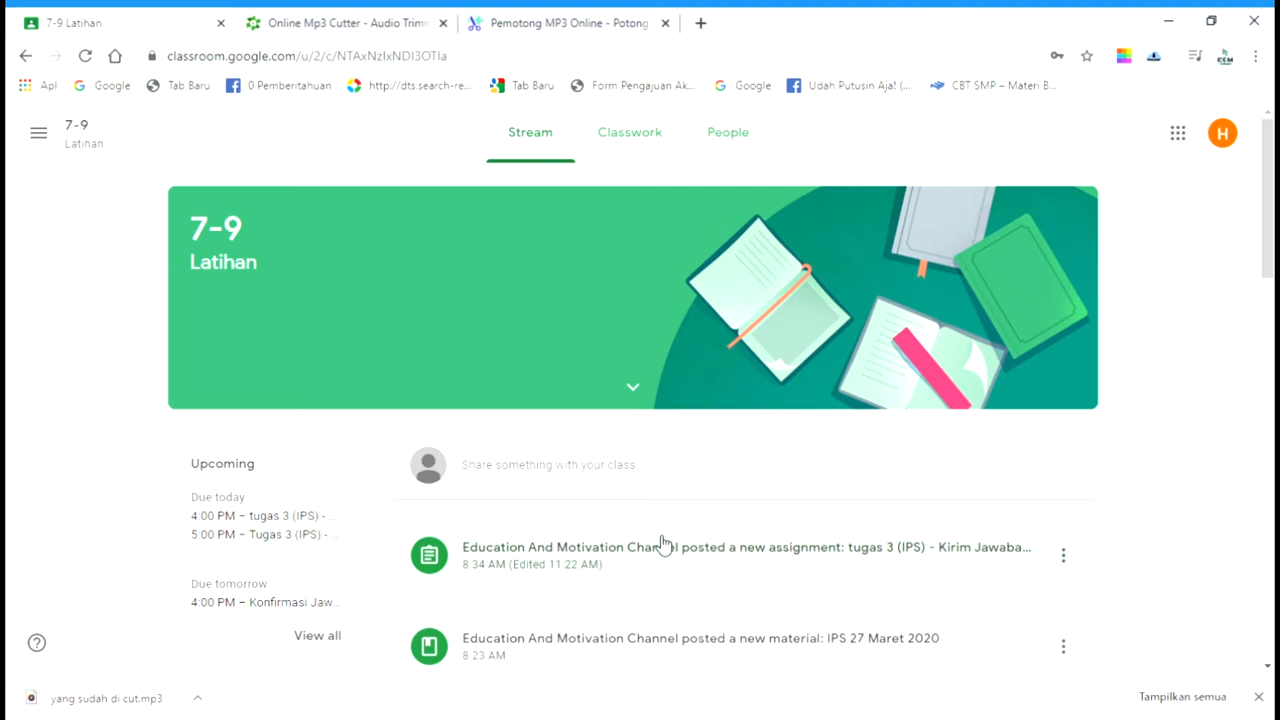 7-9 Latihan
Online Mp3 Cutter - Audio Trimm
Pemotong MP3 Online - Potong
classroom.google.com/u/2/c/NTAxNzIxNDI3OTIa
Apl
Google
Tab Baru
0 Pemberitahuan
http://dts.search-re...
Tab Baru
Form Pengajuan Ak...
Google
Udah Putusin Aja! (...
CBT SMP – Materi B...
7-9
Latihan
Stream
Classwork
People
H
7-9
Latihan
Upcoming
Due today
4:00 PM – tugas 3 (IPS) - ...
5:00 PM – Tugas 3 (IPS) - ...
Due tomorrow
4:00 PM – Konfirmasi Jaw...
View all
Share something with your class...
Education And Motivation Channel posted a new assignment: tugas 3 (IPS) - Kirim Jawaba...
8:34 AM (Edited 11:22 AM)
Education And Motivation Channel posted a new material: IPS 27 Maret 2020
8:23 AM
yang sudah di cut.mp3
Tampilkan semua